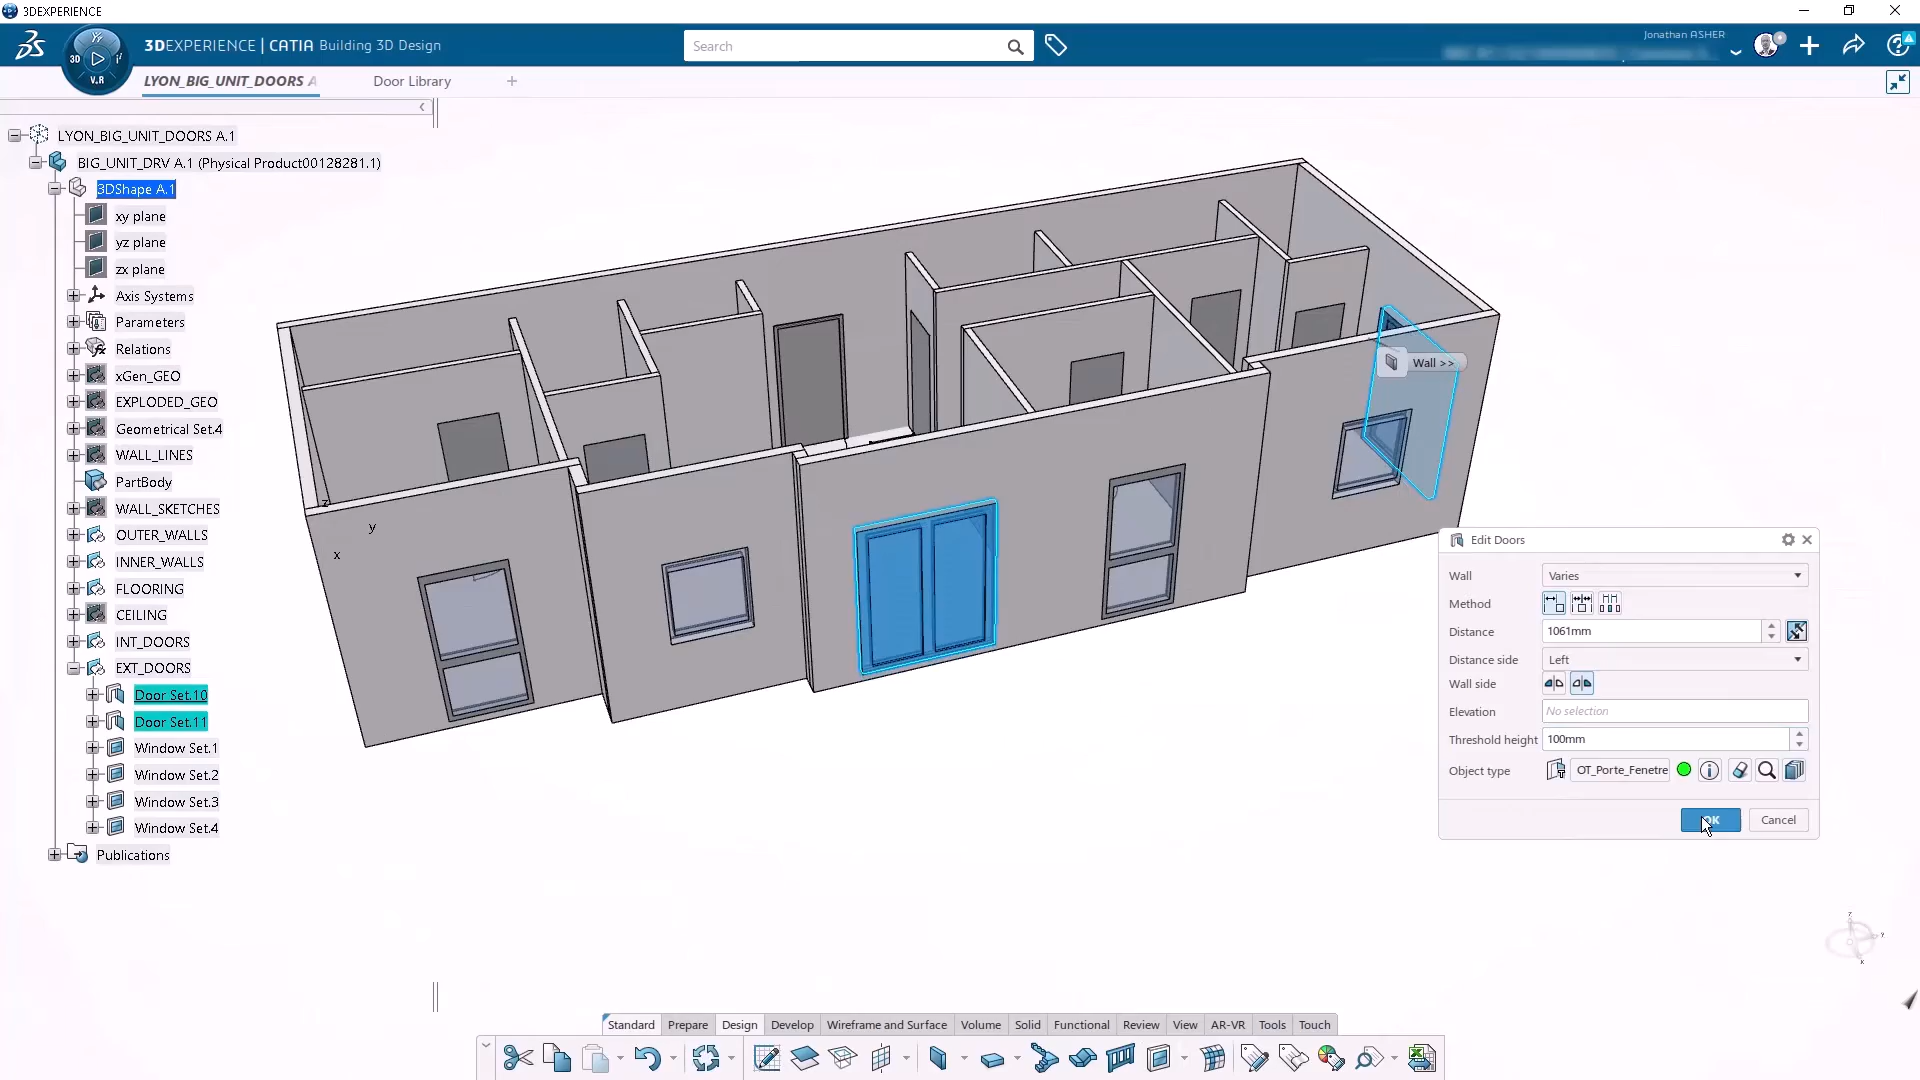 3DEXPERIENCE
3DEXPERIENCE | CATIA Building 3D Design
Search
Jonathan ASHER
3D
V.R
LYON_BIG_UNIT_DOORS A
Door Library
LYON_BIG_UNIT_DOORS A.1
BIG_UNIT_DRV A.1 (Physical Product00128281.1)
3DShape A.1
xy plane
yz plane
zx plane
Axis Systems
Parameters
Relations
xGen_GEO
EXPLODED_GEO
Geometrical Set.4
WALL_LINES
PartBody
WALL_SKETCHES
OUTER_WALLS
INNER_WALLS
FLOORING
CEILING
INT_DOORS
EXT_DOORS
Door Set.10
Door Set.11
Window Set.1
Window Set.2
Window Set.3
Window Set.4
Publications
z
y
x
Wall >>
Edit Doors
Wall Varies
Method
Distance 1061mm
Distance side Left
Wall side
Elevation No selection
Threshold height 100mm
Object type OT_Porte_Fenetre
OK Cancel
z
y
x
Standard Prepare Design Develop Wireframe and Surface Volume Solid Functional Review View AR-VR Tools Touch